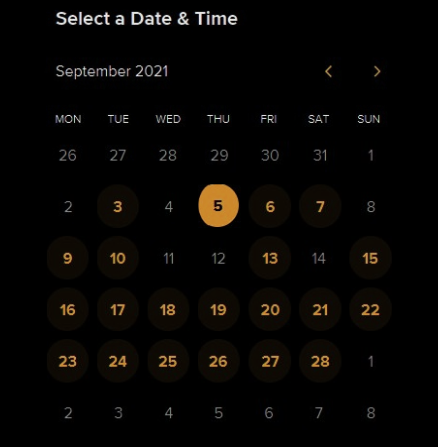 Select a Date & Time
September 2021
MON TUE WED THU FRI SAT SUN
26 27 28 29 30 31 1
2 3 4 5 6 7 8
9 10 11 12 13 14 15
16 17 18 19 20 21 22
23 24 25 26 27 28 1
2 3 4 5 6 7 8